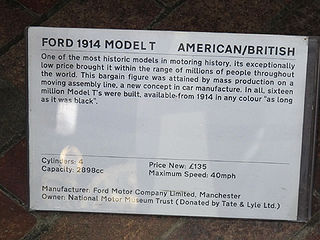 FORD 1914 MODEL T AMERICAN/BRITISH
One of the most historic models in motoring history, its exceptionally
low price brought it within the range of millions of people throughout
the world. This bargain figure was attained by mass production on a
moving assembly line, a new concept in car manufacture. In all, sixteen
million Model T's were built, available from 1914 in any colour "as long
as it was black".
Cylinders: 4 Price New: £135
Capacity: 2898cc Maximum Speed: 40mph
Manufacturer: Ford Motor Company Limited, Manchester
Owner: National Motor Museum Trust (Donated by Tate & Lyle Ltd.)